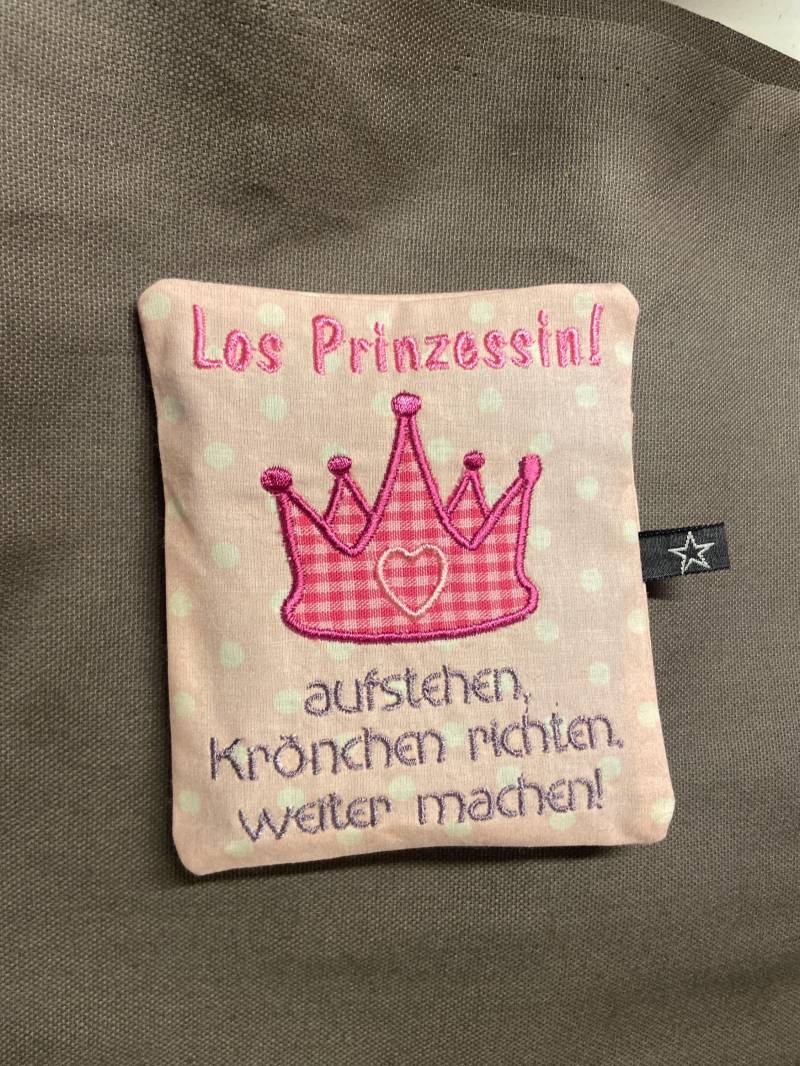 Los Prinzessin!
aufstehen,
Krönchen richten,
weiter machen!